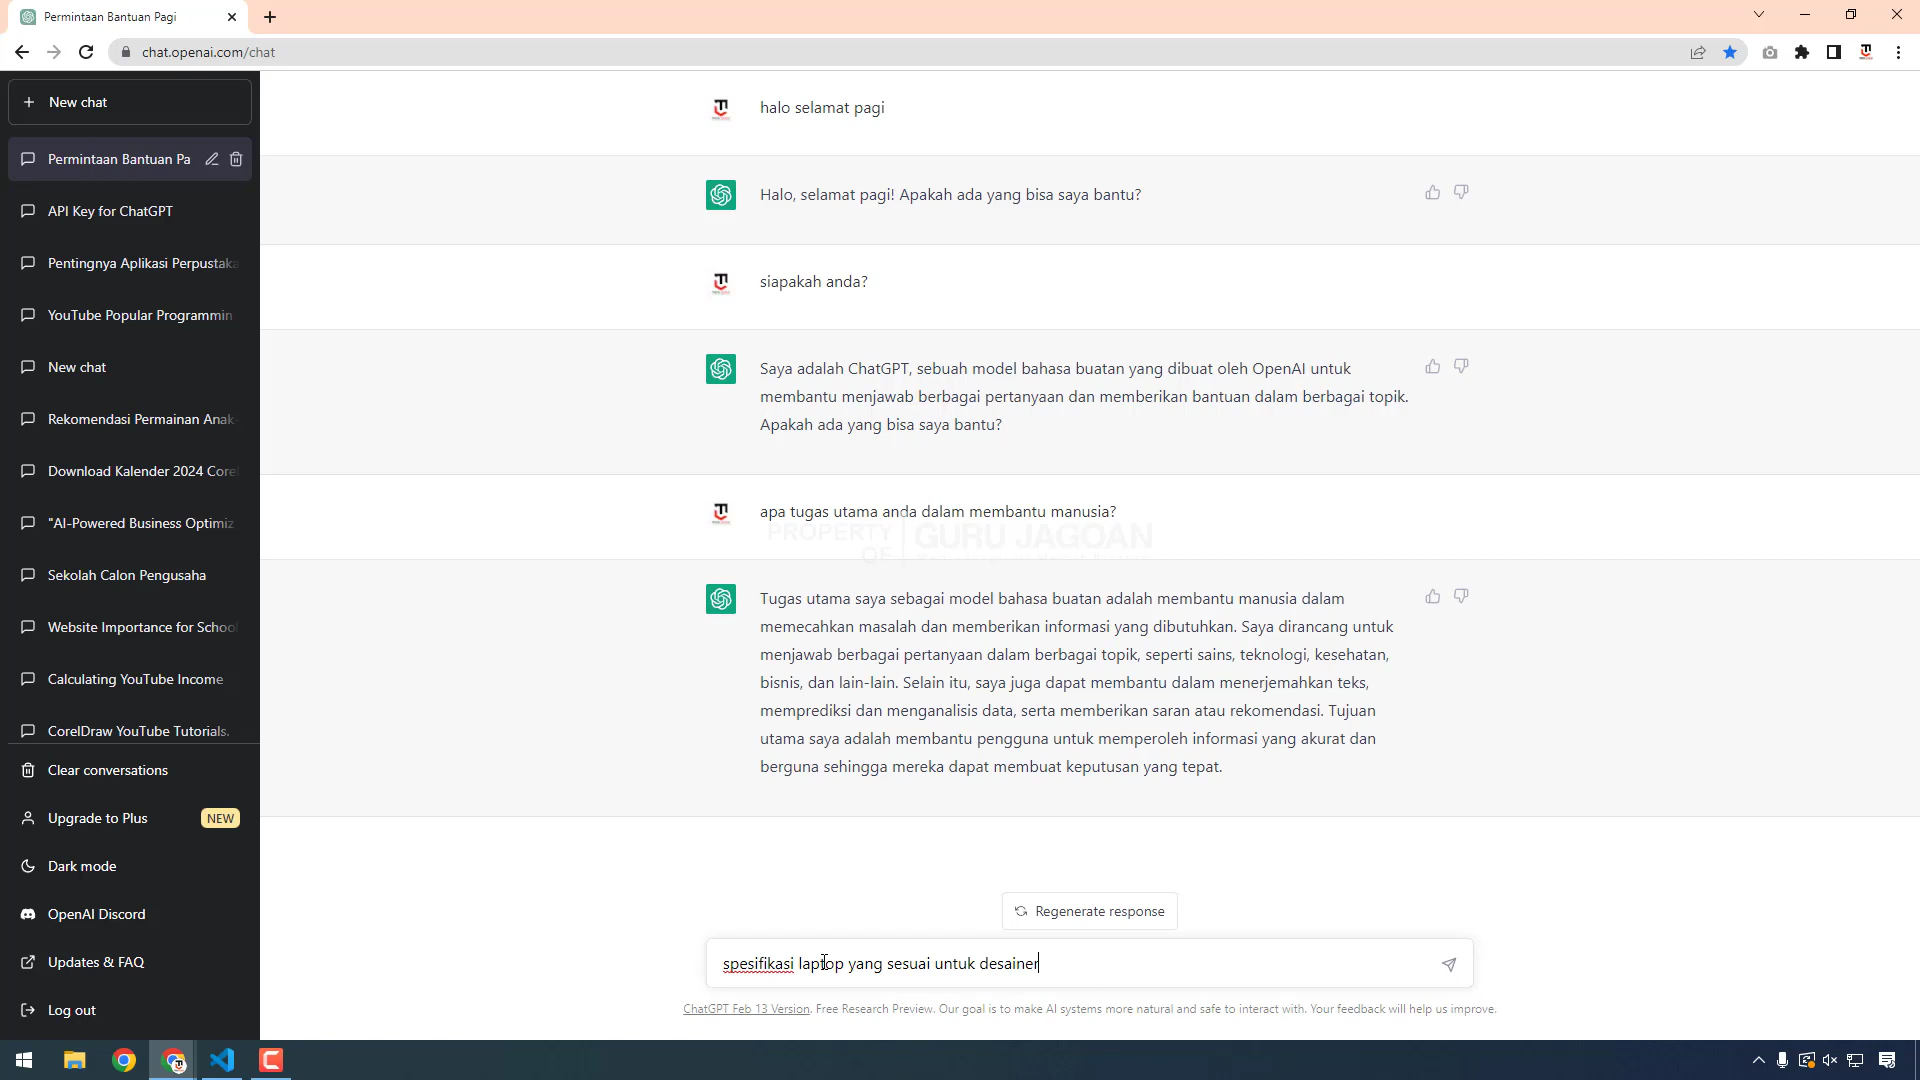 Permintaan Bantuan Pagi
chat.openai.com/chat
New chat
Permintaan Bantuan Pa
API Key for ChatGPT
Pentingnya Aplikasi Perpustaka
YouTube Popular Programmin
New chat
Rekomendasi Permainan Anak
Download Kalender 2024 Core
"AI-Powered Business Optimiz
Sekolah Calon Pengusaha
Website Importance for School
Calculating YouTube Income
CorelDraw YouTube Tutorials.
Clear conversations
Upgrade to Plus NEW
Dark mode
OpenAI Discord
Updates & FAQ
Log out
halo selamat pagi
Halo, selamat pagi! Apakah ada yang bisa saya bantu?
siapakah anda?
Saya adalah ChatGPT, sebuah model bahasa buatan yang dibuat oleh OpenAI untuk
membantu menjawab berbagai pertanyaan dan memberikan bantuan dalam berbagai topik.
Apakah ada yang bisa saya bantu?
apa tugas utama anda dalam membantu manusia?
PROPERTY
OF
GURU JAGOAN
Tugas utama saya sebagai model bahasa buatan adalah membantu manusia dalam
memecahkan masalah dan memberikan informasi yang dibutuhkan. Saya dirancang untuk
menjawab berbagai pertanyaan dalam berbagai topik, seperti sains, teknologi, kesehatan,
bisnis, dan lain-lain. Selain itu, saya juga dapat membantu dalam menerjemahkan teks,
memprediksi dan menganalisis data, serta memberikan saran atau rekomendasi. Tujuan
utama saya adalah membantu pengguna untuk memperoleh informasi yang akurat dan
berguna sehingga mereka dapat membuat keputusan yang tepat.
Regenerate response
spesifikasi laptop yang sesuai untuk desainer
ChatGPT Feb 13 Version. Free Research Preview. Our goal is to make AI systems more natural and safe to interact with. Your feedback will help us improve.